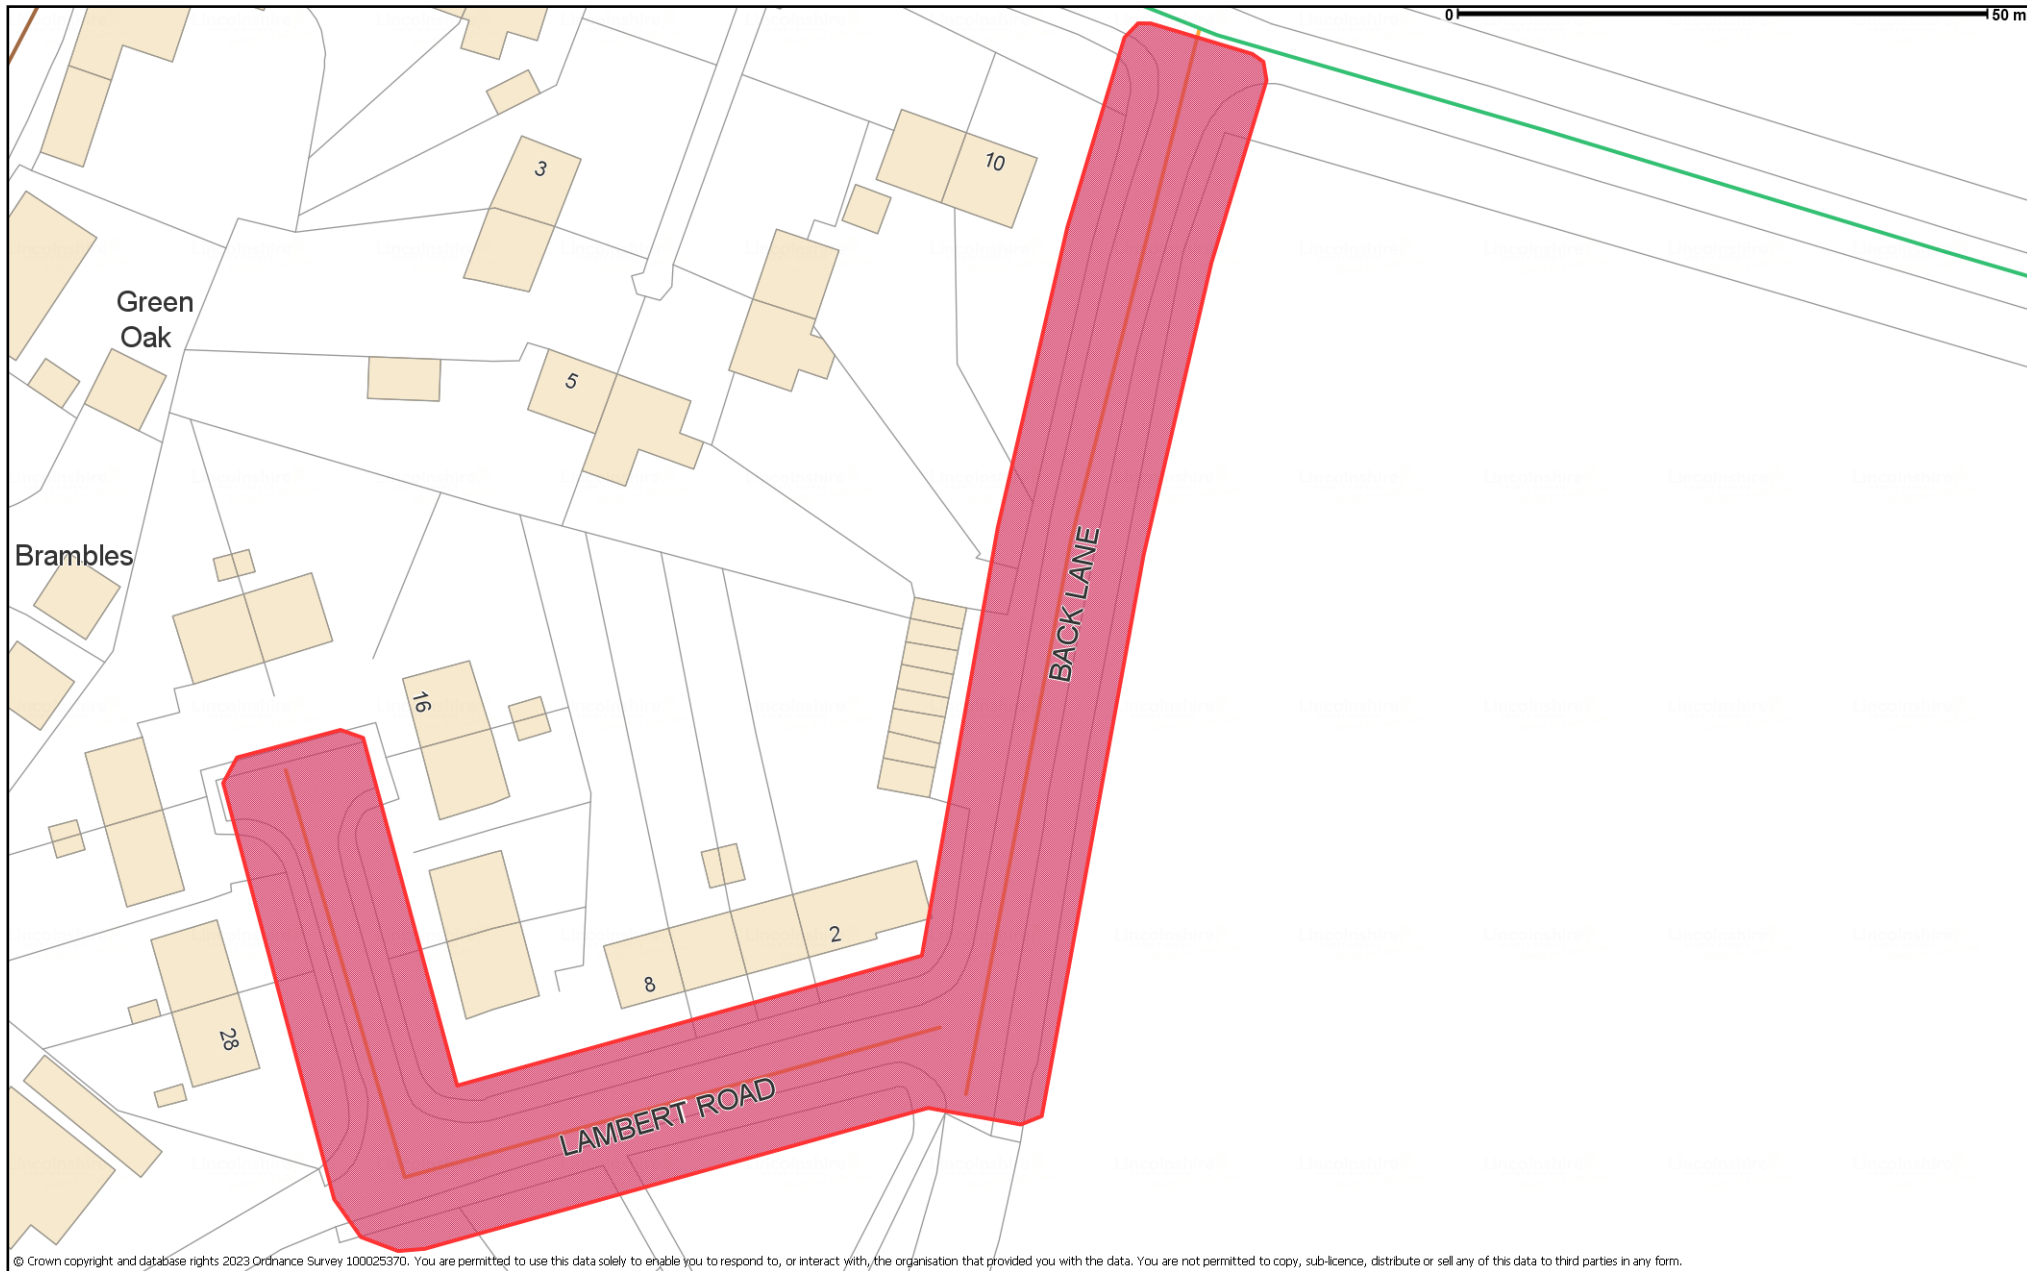 0 50 m
3
10
Green
Oak
5
Brambles
BACK LANE
16
2
8
28
LAMBERT ROAD
© Crown copyright and database rights 2023 Ordnance Survey 100025370. You are permitted to use this data solely to enable you to respond to, or interact with, the organisation that provided you with the data. You are not permitted to copy, sub-licence, distribute or sell any of this data to third parties in any form.